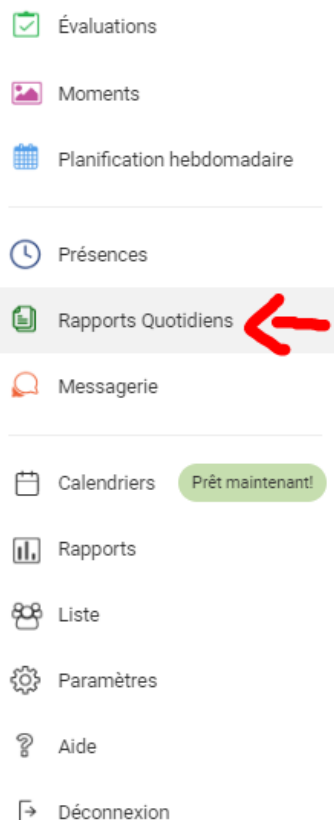 Évaluations
Moments
Planification hebdomadaire
Présences
Rapports Quotidiens
Messagerie
Calendriers Prêt maintenant!
Rapports
Liste
Paramètres
Aide
Déconnexion